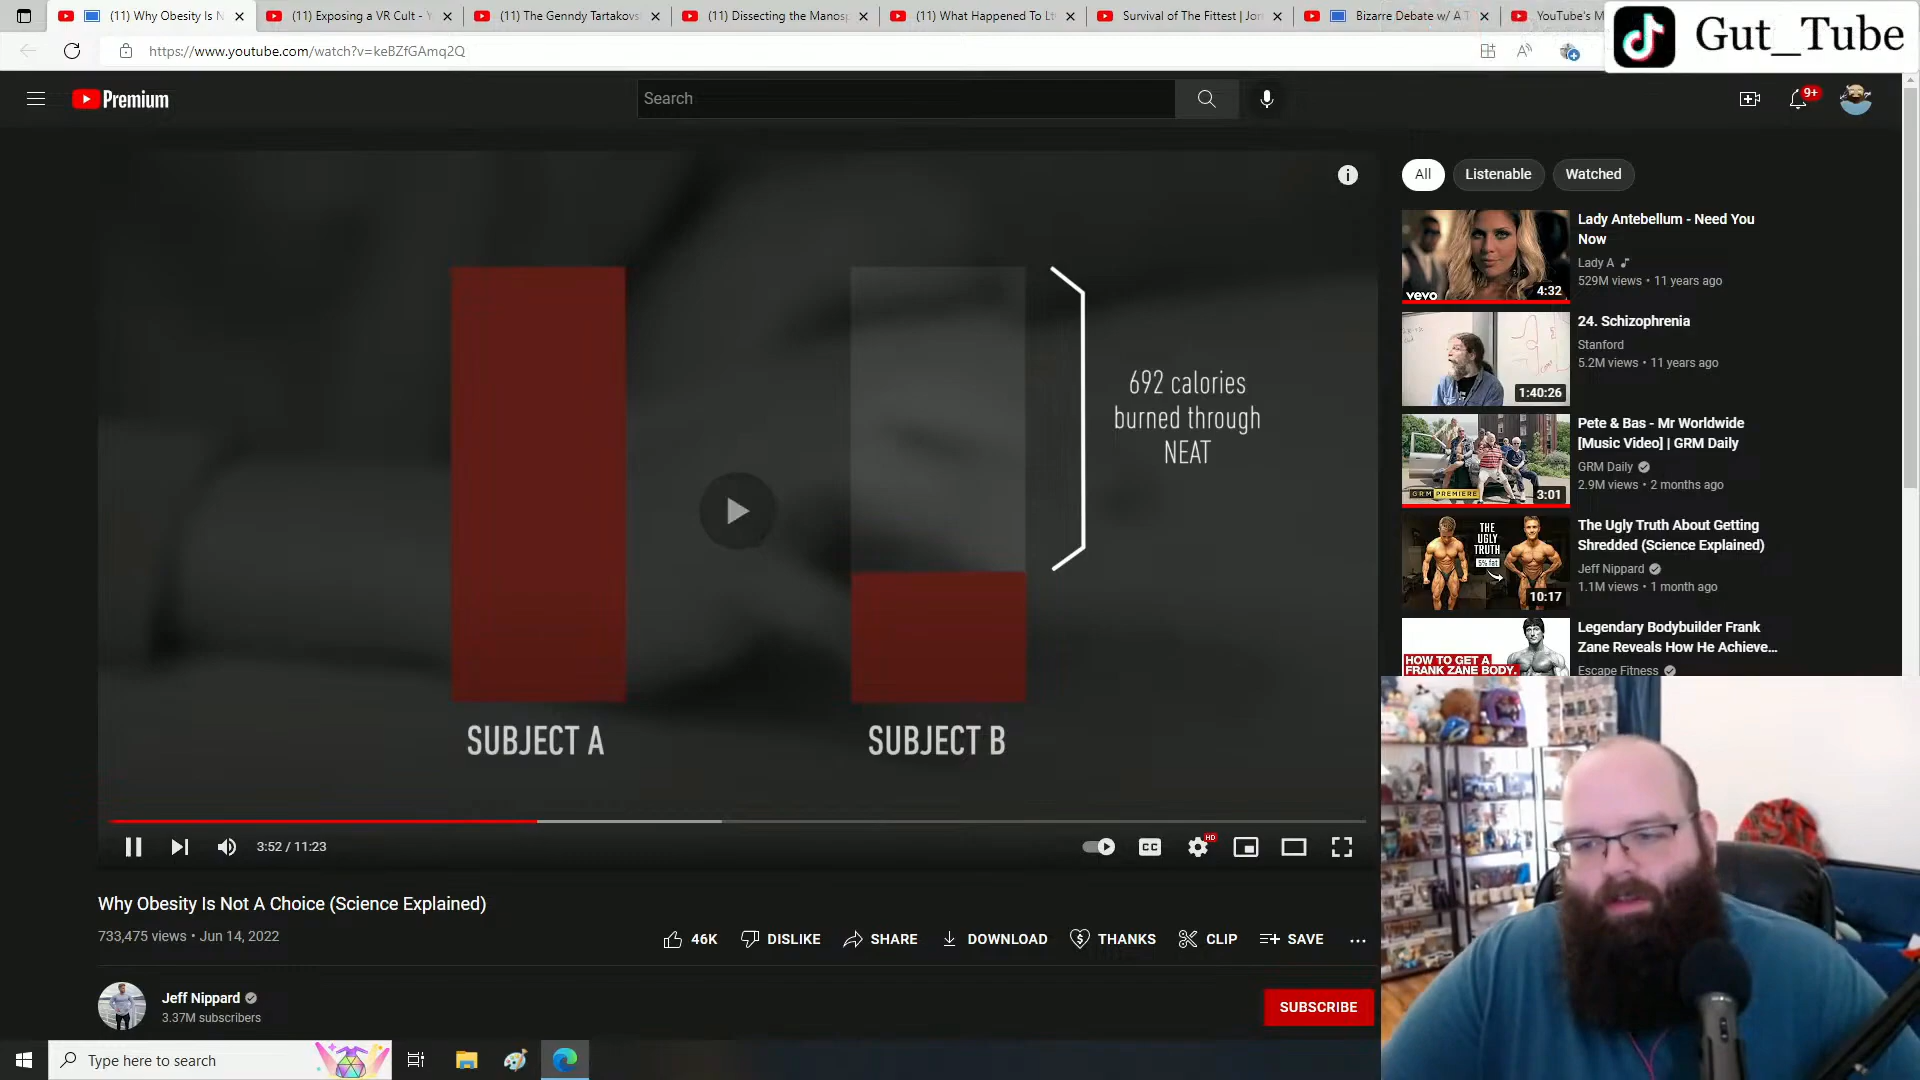 (11) Why Obesity Is N
(11) Exposing a VR Cult - Y
(11) The Genndy Tartakovs
(11) Dissecting the Manosp
(11) What Happened To Lt
Survival of The Fittest | Jor
Bizarre Debate w/ A T
YouTube's M
Gut_Tube
https://www.youtube.com/watch?v=keBZfGAmq2Q
Premium
Search
9+
All
Listenable
Watched
Lady Antebellum - Need You
Now
Lady A
529M views • 11 years ago
vevo
4:32
24. Schizophrenia
Stanford
5.2M views • 11 years ago
1:40:26
Pete & Bas - Mr Worldwide
[Music Video] | GRM Daily
GRM Daily
2.9M views • 2 months ago
GRM PREMIERE
3:01
The Ugly Truth About Getting
Shredded (Science Explained)
Jeff Nippard
1.1M views • 1 month ago
THE
UGLY
TRUTH
5% fat
10:17
Legendary Bodybuilder Frank
Zane Reveals How He Achieve...
Escape Fitness
HOW TO GET A
FRANK ZANE BODY.
692 calories
burned through
NEAT
SUBJECT A
SUBJECT B
3:52 / 11:23
CC
HD
Why Obesity Is Not A Choice (Science Explained)
733,475 views • Jun 14, 2022
46K
DISLIKE
SHARE
DOWNLOAD
THANKS
CLIP
SAVE
Jeff Nippard
3.37M subscribers
SUBSCRIBE
Type here to search